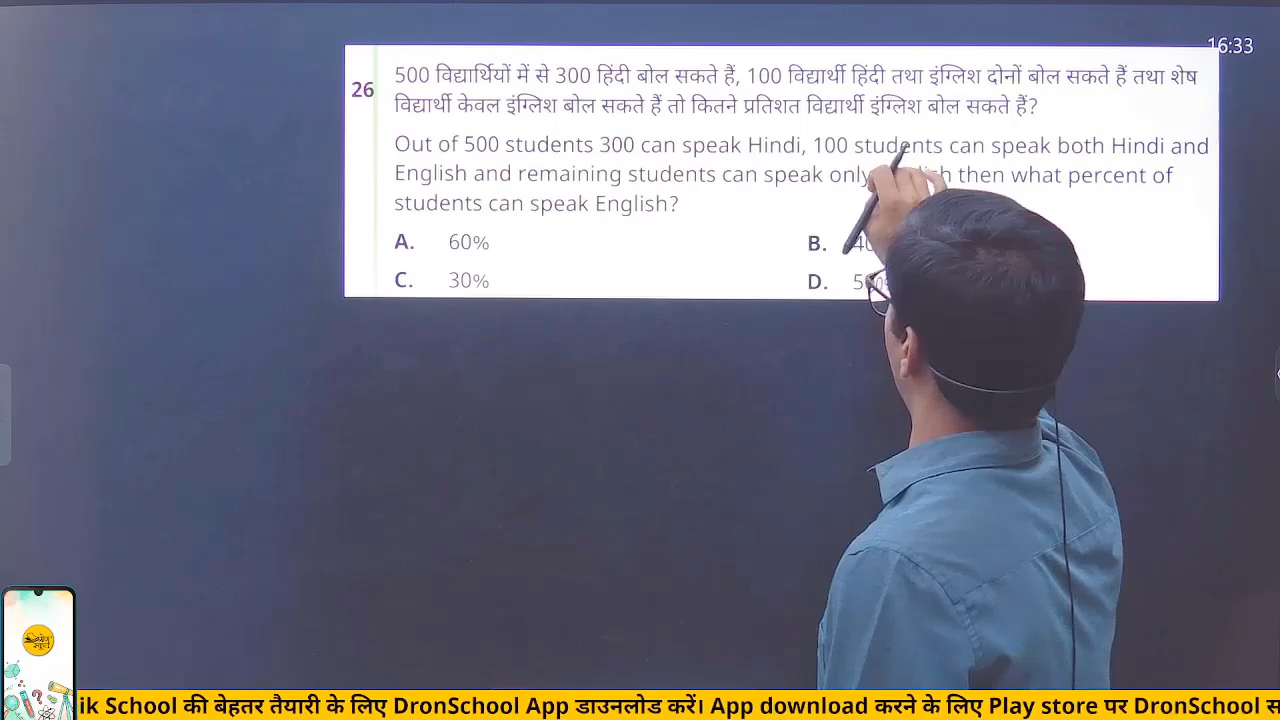 16:33
26
500 विद्यार्थियों में से 300 हिंदी बोल सकते हैं, 100 विद्यार्थी हिंदी तथा इंग्लिश दोनों बोल सकते हैं तथा शेष
विद्यार्थी केवल इंग्लिश बोल सकते हैं तो कितने प्रतिशत विद्यार्थी इंग्लिश बोल सकते हैं?
Out of 500 students 300 can speak Hindi, 100 students can speak both Hindi and
English and remaining students can speak only then what percent of
students can speak English?
A. 60% B.
C. 30% D.
ik School की बेहतर तैयारी के लिए DronSchool App डाउनलोड करें। App download करने के लिए Play store पर DronSchool